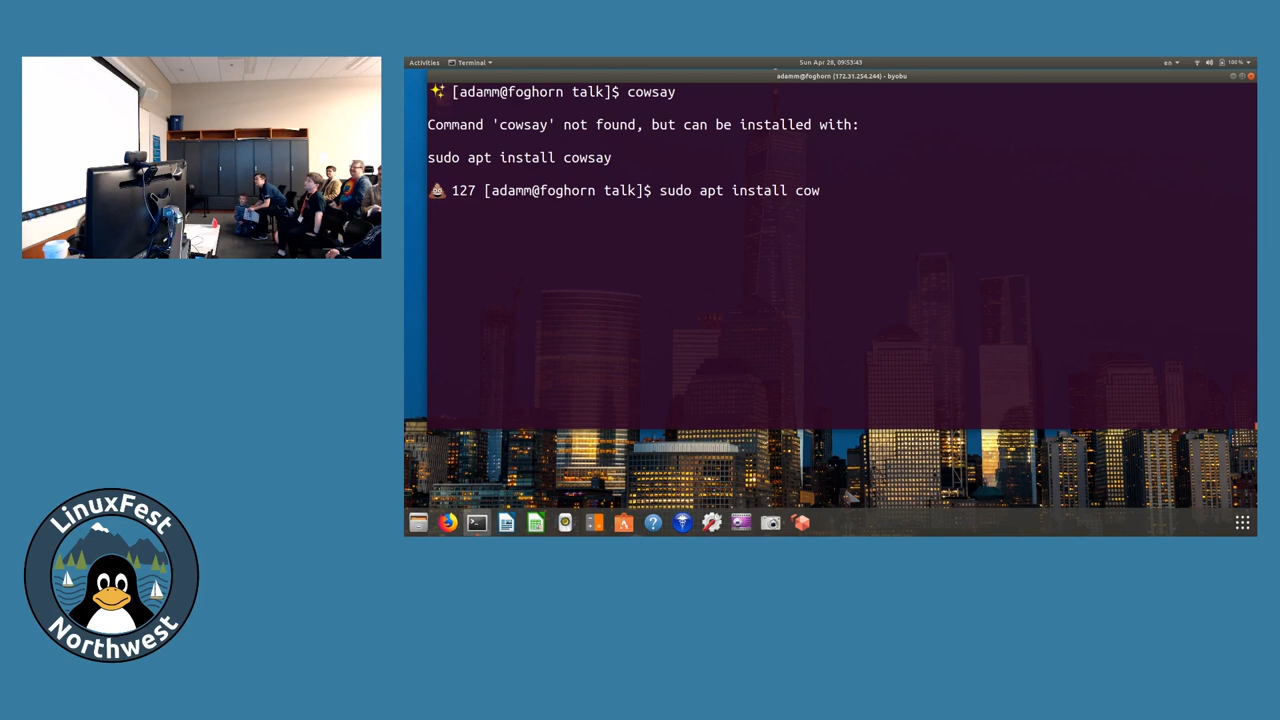 Activities Terminal Sun Apr 28, 09:53:43 en 100%
adamm@foghorn (172.31.254.244) - byobu
✨ [adamm@foghorn talk]$ cowsay
Command 'cowsay' not found, but can be installed with:
sudo apt install cowsay
💩 127 [adamm@foghorn talk]$ sudo apt install cow
LinuxFest
Northwest